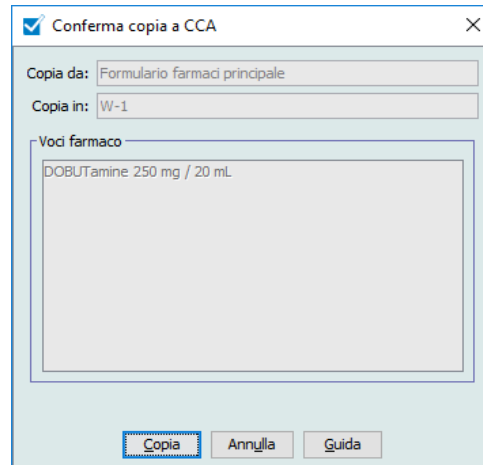 Conferma copia a CCA
Copia da: Formulario farmaci principale
Copia in: W-1
Voci farmaco
DOBUTamine 250 mg / 20 mL
Copia Annulla Guida